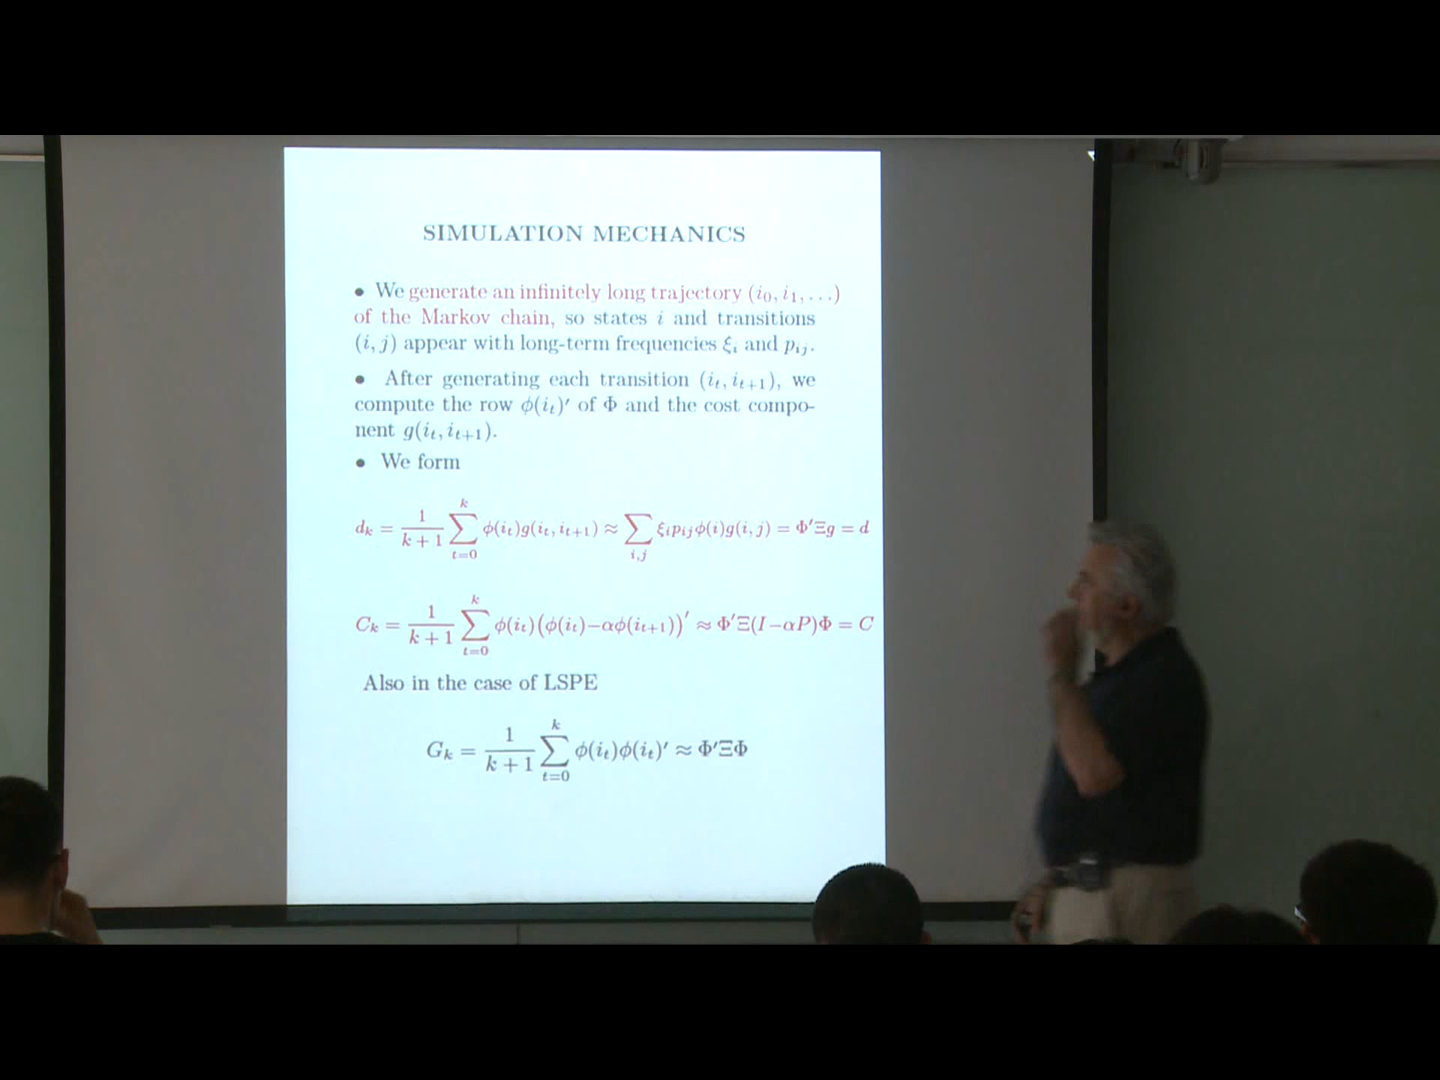 SIMULATION MECHANICS
• We generate an infinitely long trajectory (i₀, i₁, . . .)
of the Markov chain, so states i and transitions
(i, j) appear with long-term frequencies ξᵢ and pᵢⱼ.
• After generating each transition (iₜ, iₜ₊₁), we
compute the row ϕ(iₜ)′ of Φ and the cost compo-
nent g(iₜ, iₜ₊₁).
• We form
dₖ = 1/(k + 1) ∑_{t=0}^{k} ϕ(iₜ)g(iₜ, iₜ₊₁) ≈ ∑_{i,j} ξᵢpᵢⱼϕ(i)g(i, j) = Φ′Ξg = d
Cₖ = 1/(k + 1) ∑_{t=0}^{k} ϕ(iₜ)(ϕ(iₜ)−αϕ(iₜ₊₁))′ ≈ Φ′Ξ(I−αP)Φ = C
Also in the case of LSPE
Gₖ = 1/(k + 1) ∑_{t=0}^{k} ϕ(iₜ)ϕ(iₜ)′ ≈ Φ′ΞΦ